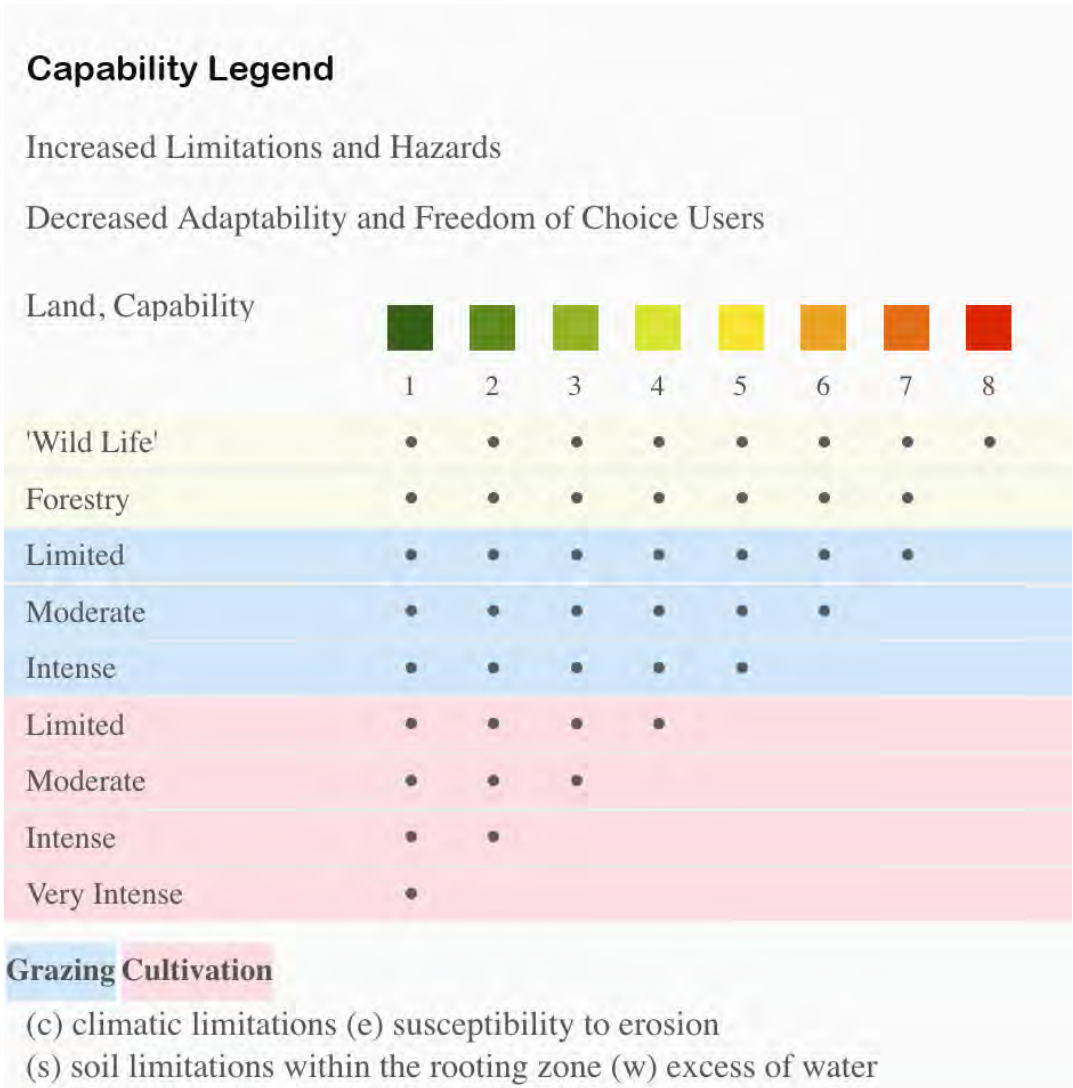 Capability Legend
Increased Limitations and Hazards
Decreased Adaptability and Freedom of Choice Users
Land, Capability
1 2 3 4 5 6 7 8
'Wild Life' • • • • • • • •
Forestry • • • • • • •
Limited • • • • • • •
Moderate • • • • • •
Intense • • • • •
Limited • • • •
Moderate • • •
Intense • •
Very Intense •
Grazing Cultivation
(c) climatic limitations (e) susceptibility to erosion
(s) soil limitations within the rooting zone (w) excess of water